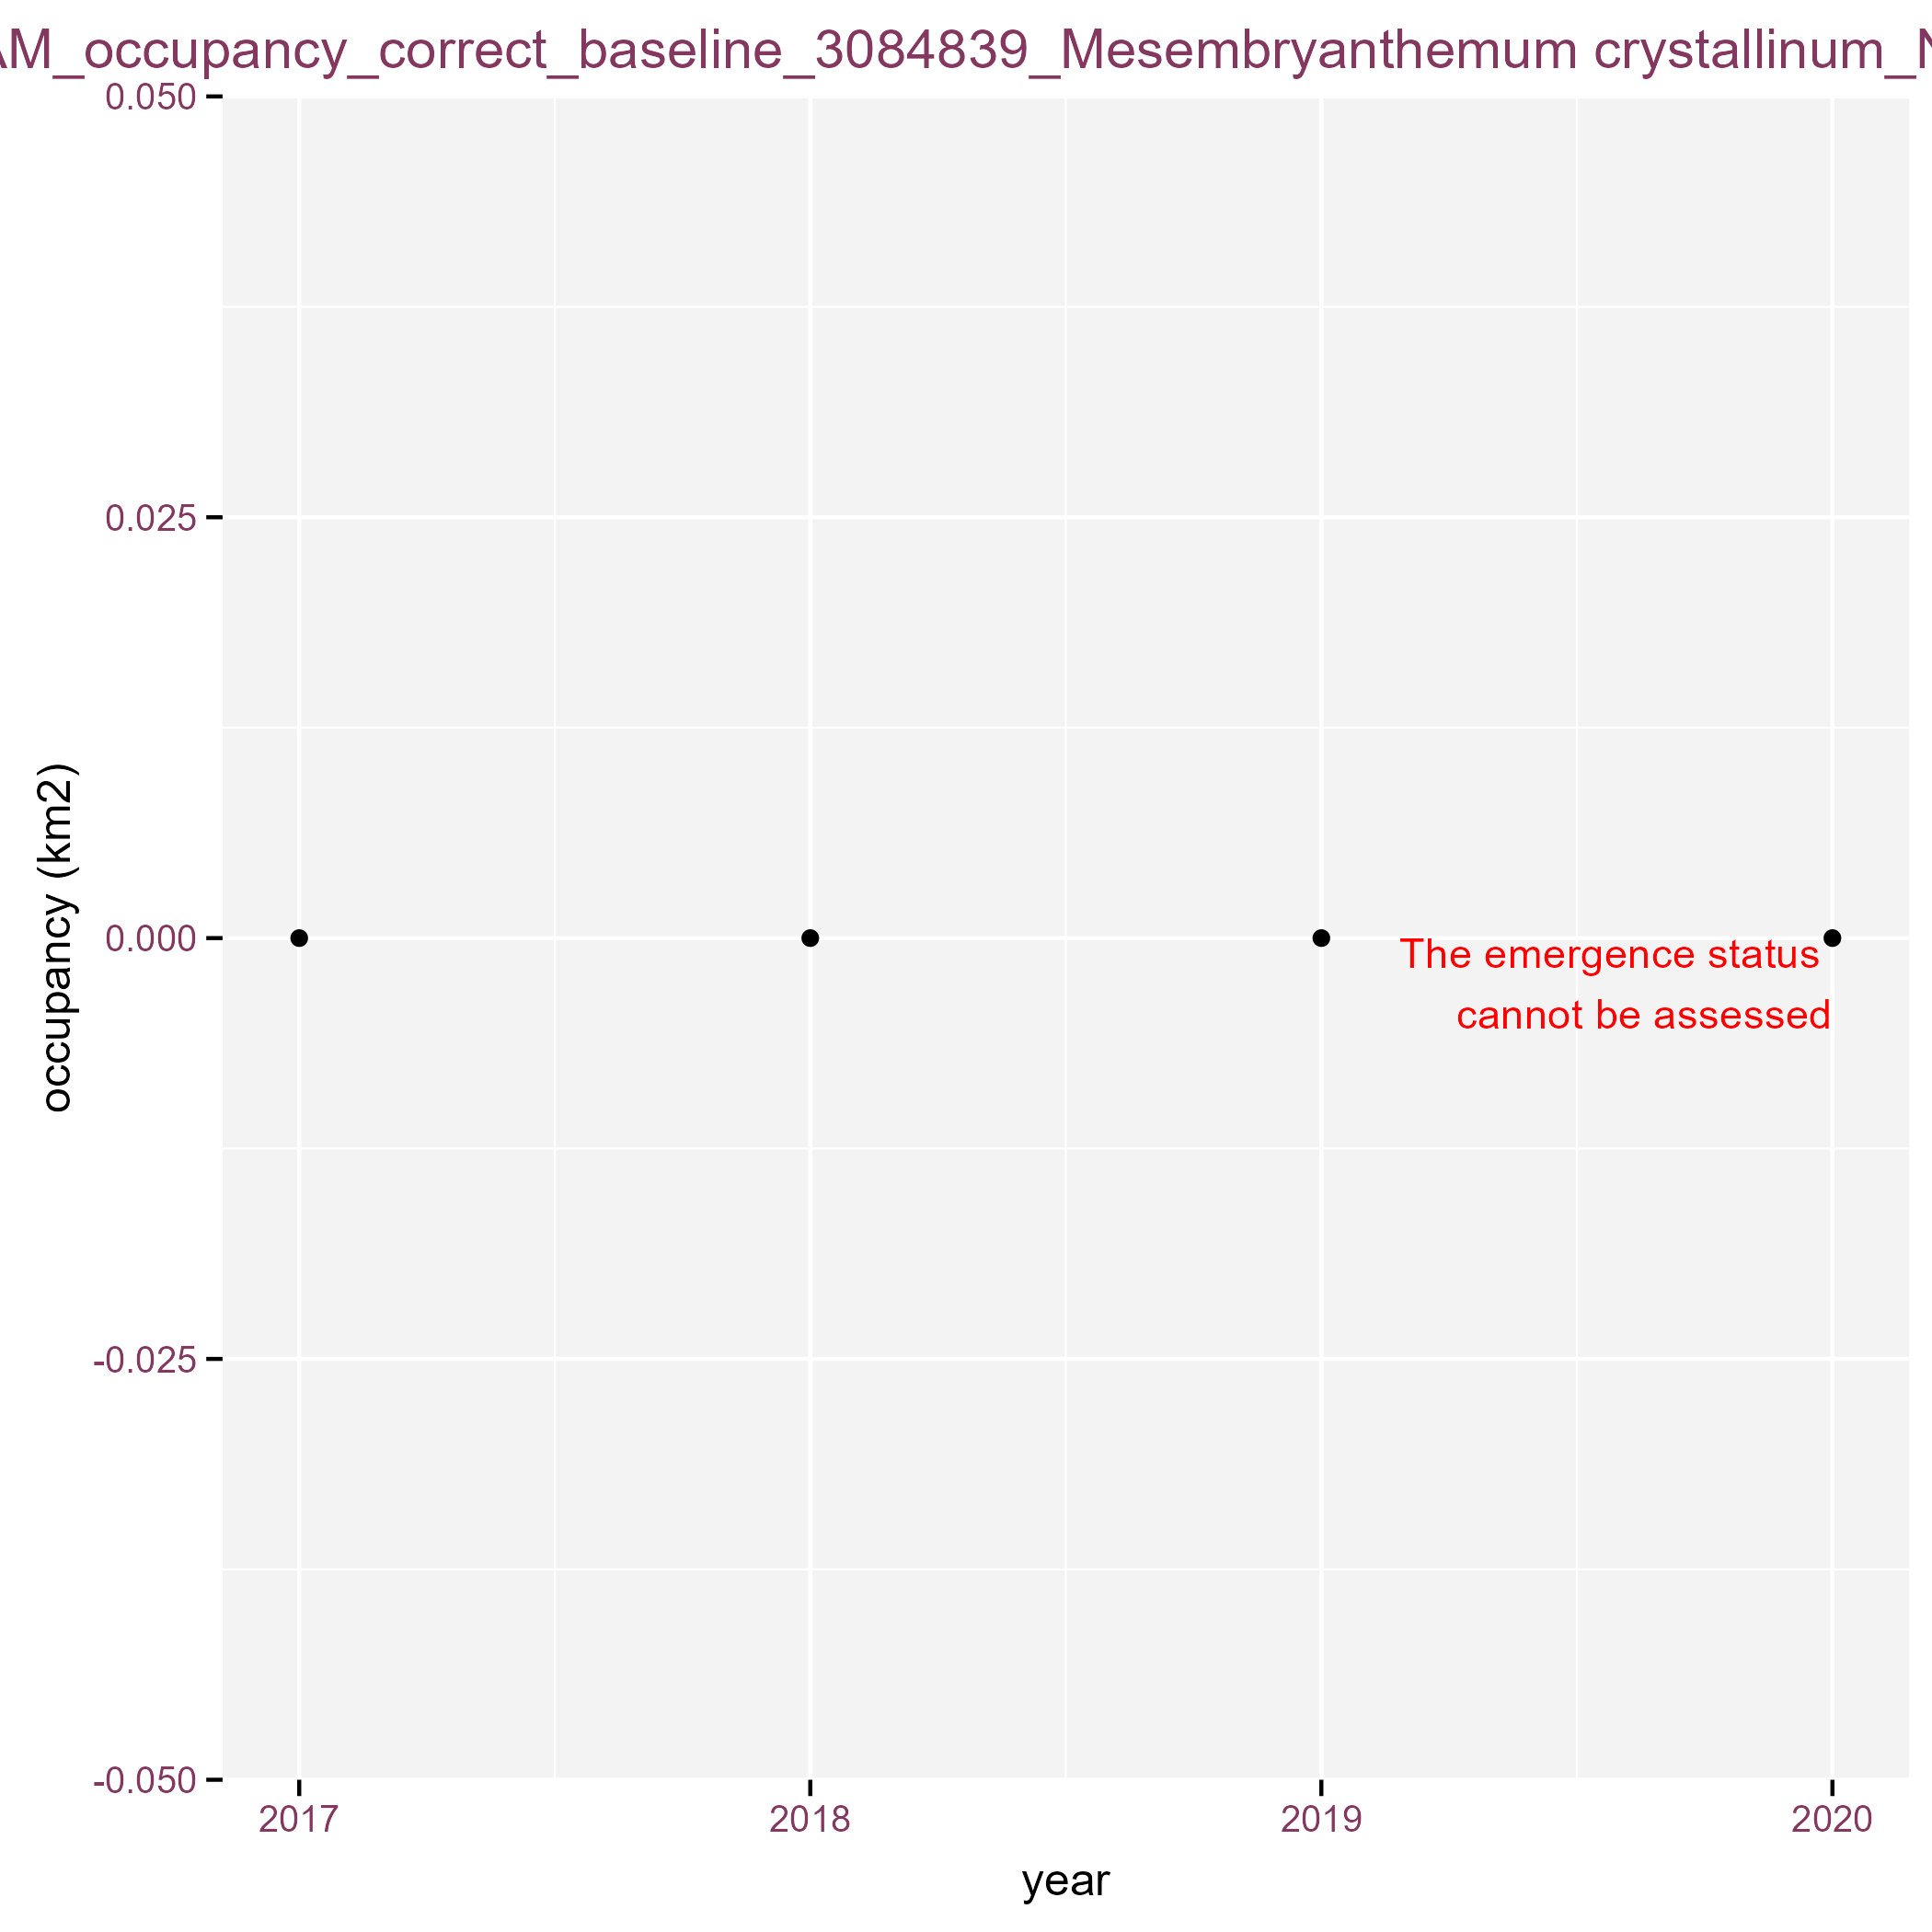 AM_occupancy_correct_baseline_3084839_Mesembryanthemum crystallinum_N
0.050
0.025
0.000
-0.025
-0.050
occupancy (km2)
The emergence status
cannot be assessed
2017 2018 2019 2020
year